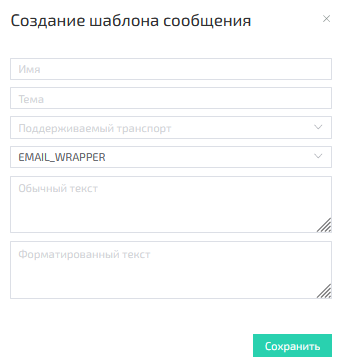 Создание шаблона сообщения
Имя
Тема
Поддерживаемый транспорт
EMAIL_WRAPPER
Обычный текст
Форматированный текст
Сохранить